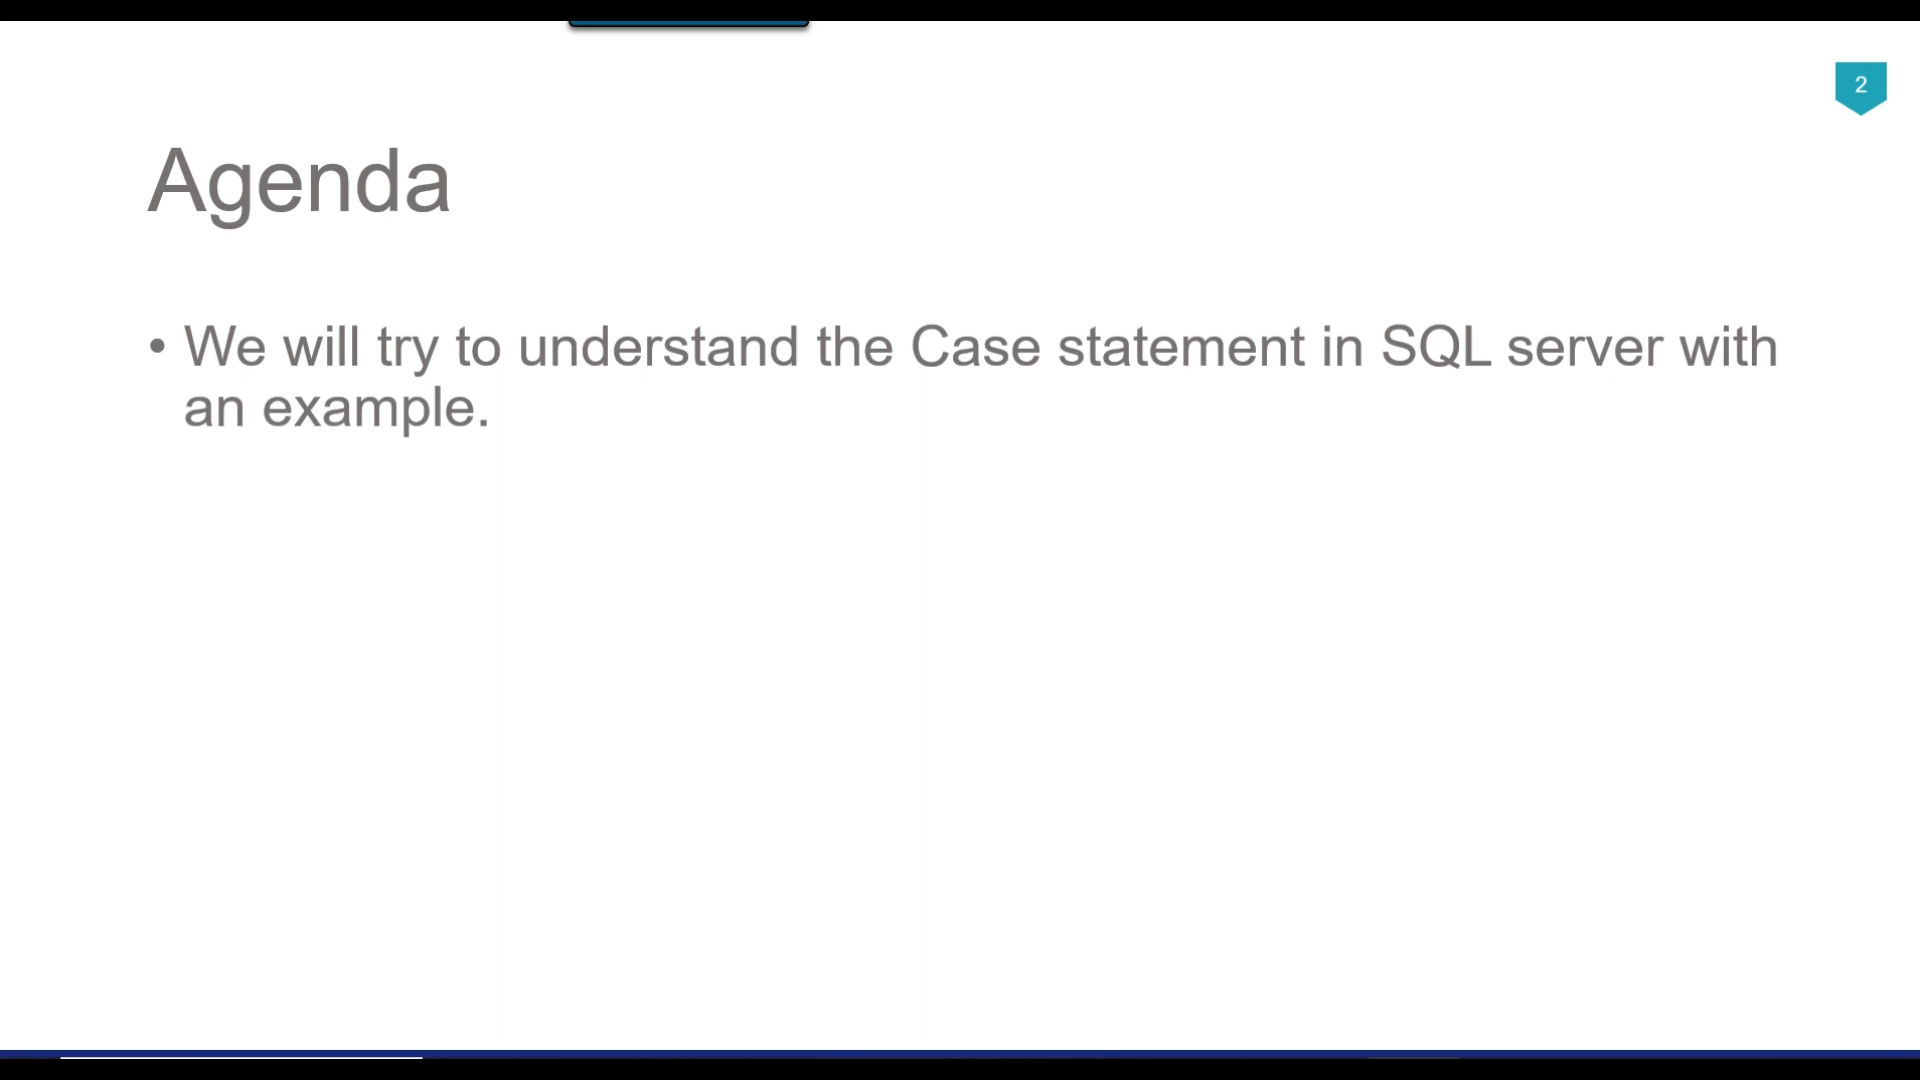 2
Agenda
• We will try to understand the Case statement in SQL server with
an example.